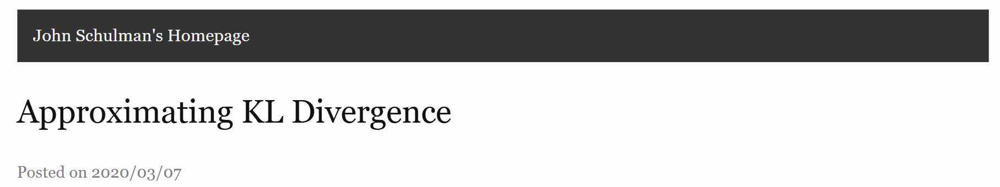 John Schulman's Homepage
Approximating KL Divergence
Posted on 2020/03/07